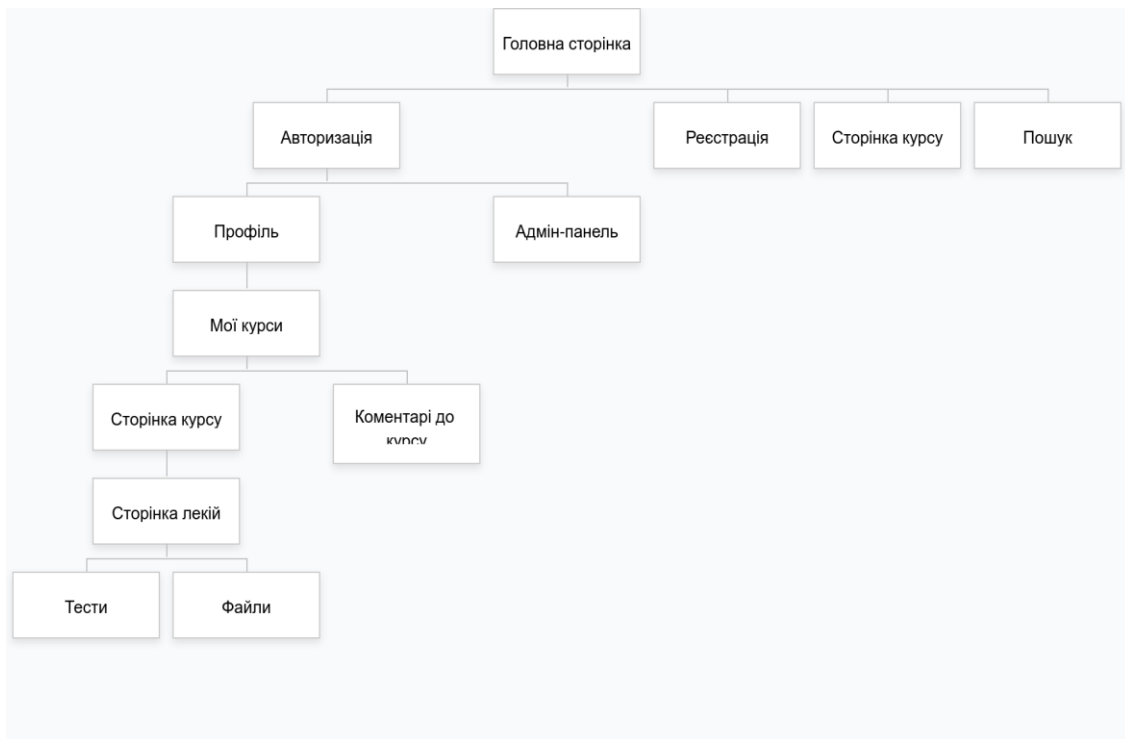 Головна сторінка
Авторизація
Реєстрація
Сторінка курсу
Пошук
Профіль
Адмін-панель
Мої курси
Сторінка курсу
Коментарі до
курсу
Сторінка лекій
Тести
Файли